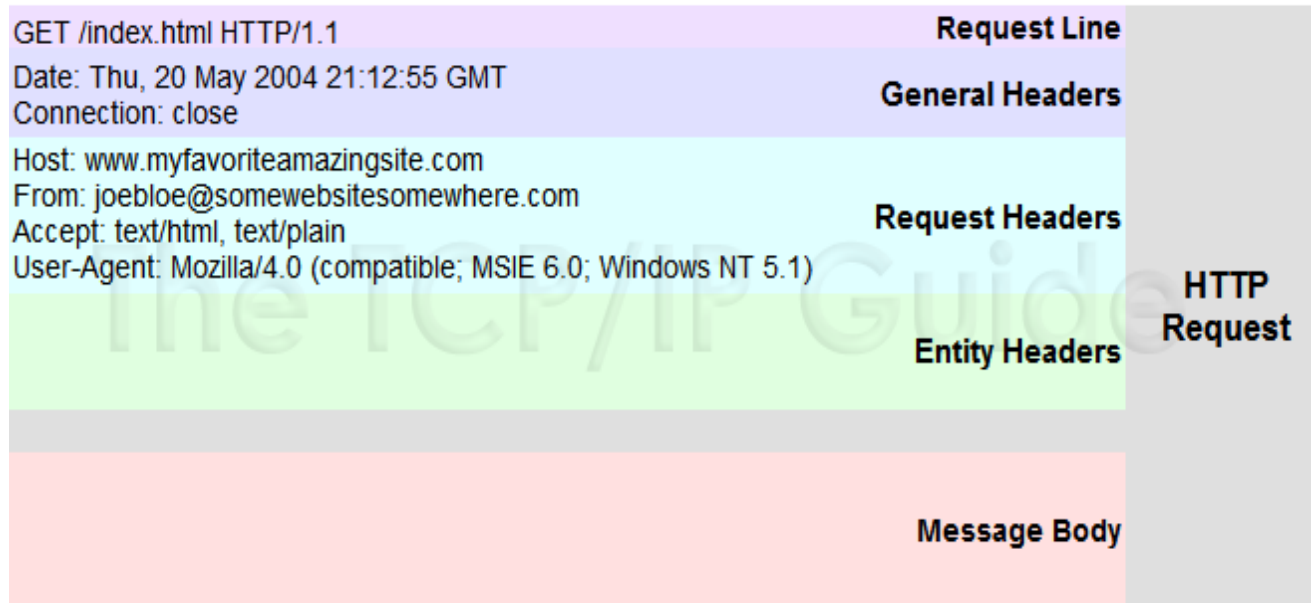 GET /index.html HTTP/1.1
Request Line
Date: Thu, 20 May 2004 21:12:55 GMT
Connection: close
General Headers
Host: www.myfavoriteamazingsite.com
From: joebloe@somewebsitesomewhere.com
Accept: text/html, text/plain
User-Agent: Mozilla/4.0 (compatible; MSIE 6.0; Windows NT 5.1)
Request Headers
Entity Headers
Message Body
HTTP
Request
The TCP/IP Guide